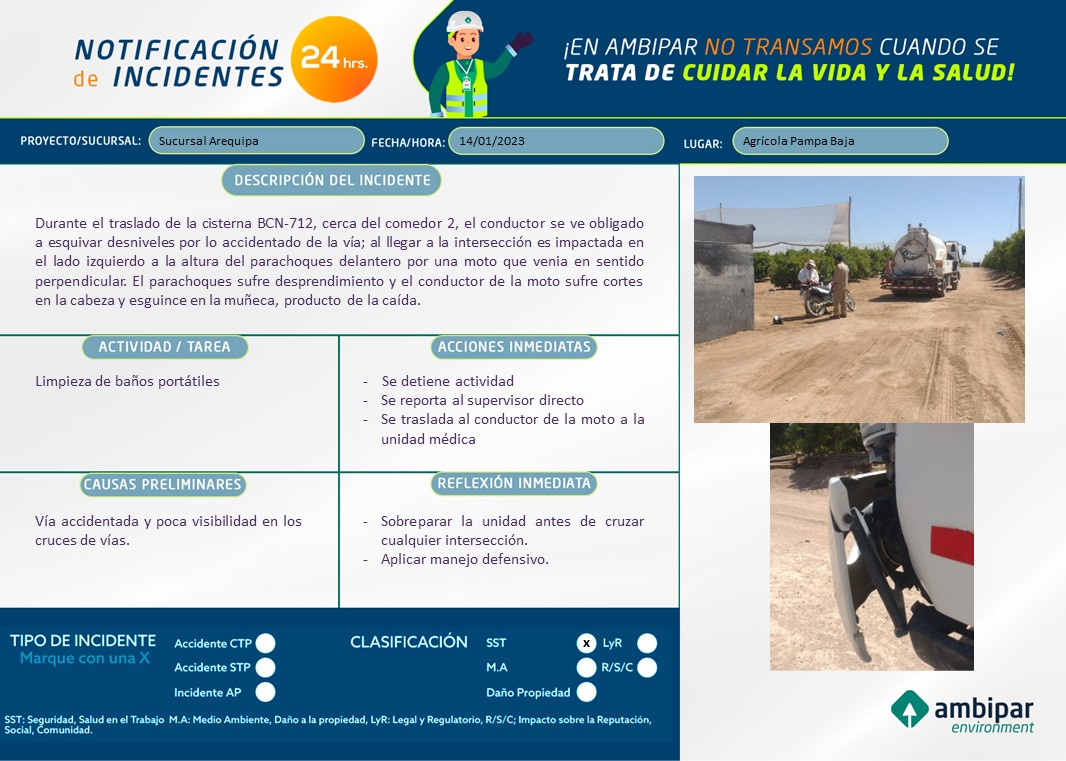 NOTIFICACIÓN
de INCIDENTES
24 hrs.
¡EN AMBIPAR NO TRANSAMOS CUANDO SE
TRATA DE CUIDAR LA VIDA Y LA SALUD!
PROYECTO/SUCURSAL: Sucursal Arequipa FECHA/HORA: 14/01/2023 LUGAR: Agrícola Pampa Baja
DESCRIPCIÓN DEL INCIDENTE
Durante el traslado de la cisterna BCN-712, cerca del comedor 2, el conductor se ve obligado
a esquivar desniveles por lo accidentado de la vía; al llegar a la intersección es impactada en
el lado izquierdo a la altura del parachoques delantero por una moto que venia en sentido
perpendicular. El parachoques sufre desprendimiento y el conductor de la moto sufre cortes
en la cabeza y esguince en la muñeca, producto de la caída.
ACTIVIDAD / TAREA
Limpieza de baños portátiles
ACCIONES INMEDIATAS
- Se detiene actividad
- Se reporta al supervisor directo
- Se traslada al conductor de la moto a la
unidad médica
CAUSAS PRELIMINARES
Vía accidentada y poca visibilidad en los
cruces de vías.
REFLEXIÓN INMEDIATA
- Sobreparar la unidad antes de cruzar
cualquier intersección.
- Aplicar manejo defensivo.
TIPO DE INCIDENTE
Marque con una X
Accidente CTP
Accidente STP
Incidente AP
CLASIFICACIÓN
SST x LyR
M.A R/S/C
Daño Propiedad
SST: Seguridad, Salud en el Trabajo M.A: Medio Ambiente, Daño a la propiedad, LyR: Legal y Regulatorio, R/S/C; Impacto sobre la Reputación,
Social, Comunidad.
ambipar
environment